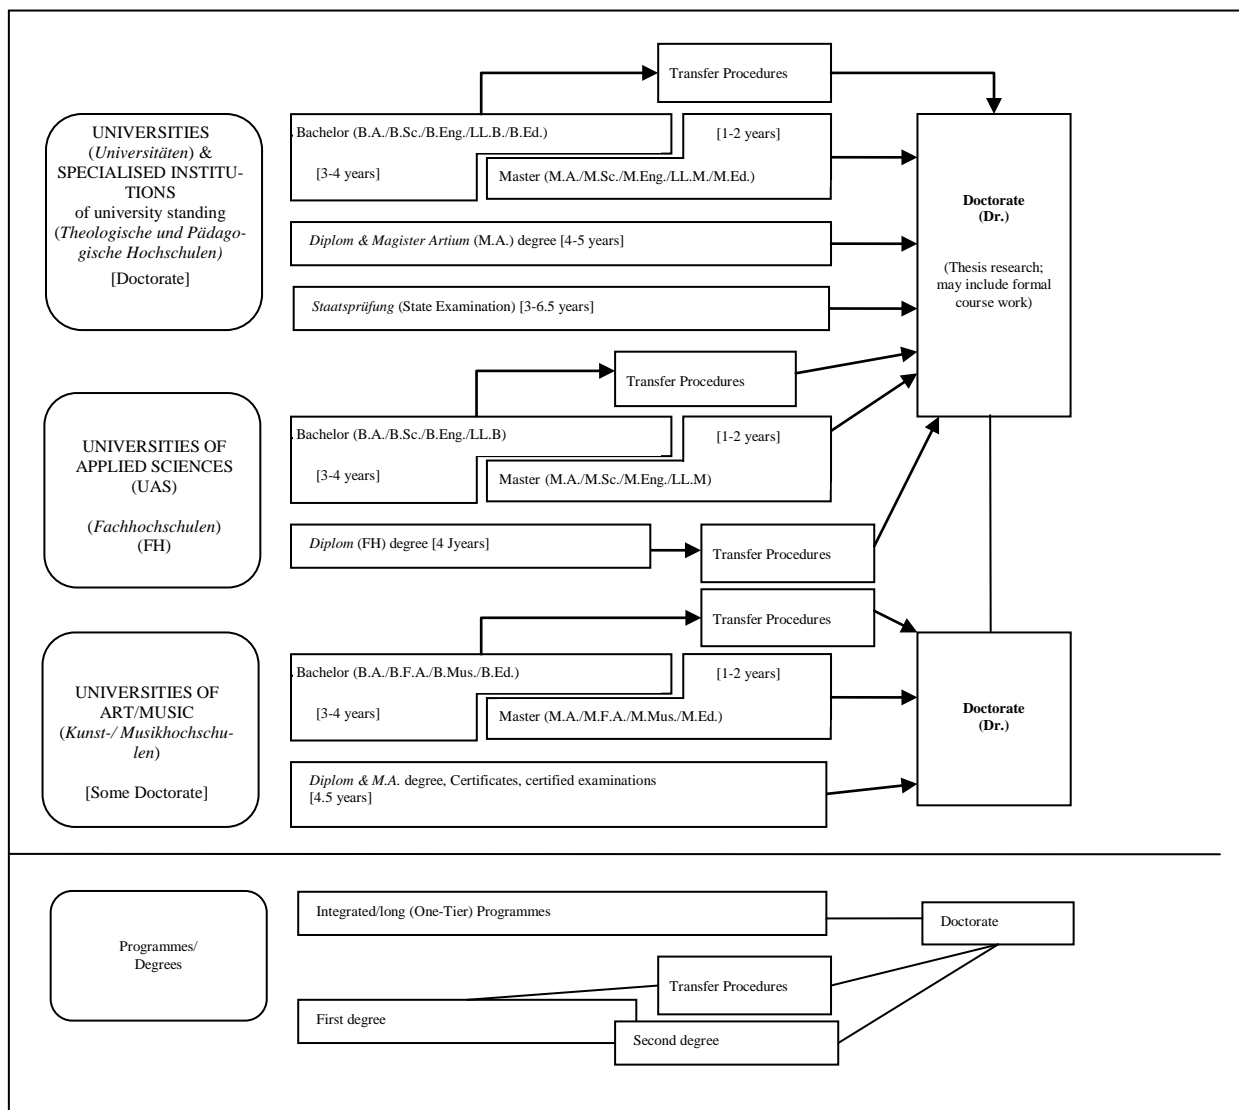 Transfer Procedures
UNIVERSITIES
(Universitäten) &
SPECIALISED INSTITU-
TIONS
of university standing
(Theologische und Pädago-
gische Hochschulen)
[Doctorate]
. Bachelor (B.A./B.Sc./B.Eng./LL.B./B.Ed.)
[1-2 years]
[3-4 years]
Master (M.A./M.Sc./M.Eng./LL.M./M.Ed.)
Diplom & Magister Artium (M.A.) degree [4-5 years]
Staatsprüfung (State Examination) [3-6.5 years]
Doctorate
(Dr.)
(Thesis research;
may include formal
course work)
Transfer Procedures
UNIVERSITIES OF
APPLIED SCIENCES
(UAS)
(Fachhochschulen)
(FH)
. Bachelor (B.A./B.Sc./B.Eng./LL.B)
[1-2 years]
[3-4 years]
Master (M.A./M.Sc./M.Eng./LL.M)
Diplom (FH) degree [4 Jyears]
Transfer Procedures
Transfer Procedures
UNIVERSITIES OF
ART/MUSIC
(Kunst-/ Musikhochschu-
len)
[Some Doctorate]
. Bachelor (B.A./B.F.A./B.Mus./B.Ed.)
[1-2 years]
[3-4 years]
Master (M.A./M.F.A./M.Mus./M.Ed.)
Diplom & M.A. degree, Certificates, certified examinations
[4.5 years]
Doctorate
(Dr.)
Programmes/
Degrees
Integrated/long (One-Tier) Programmes
Doctorate
Transfer Procedures
First degree
Second degree